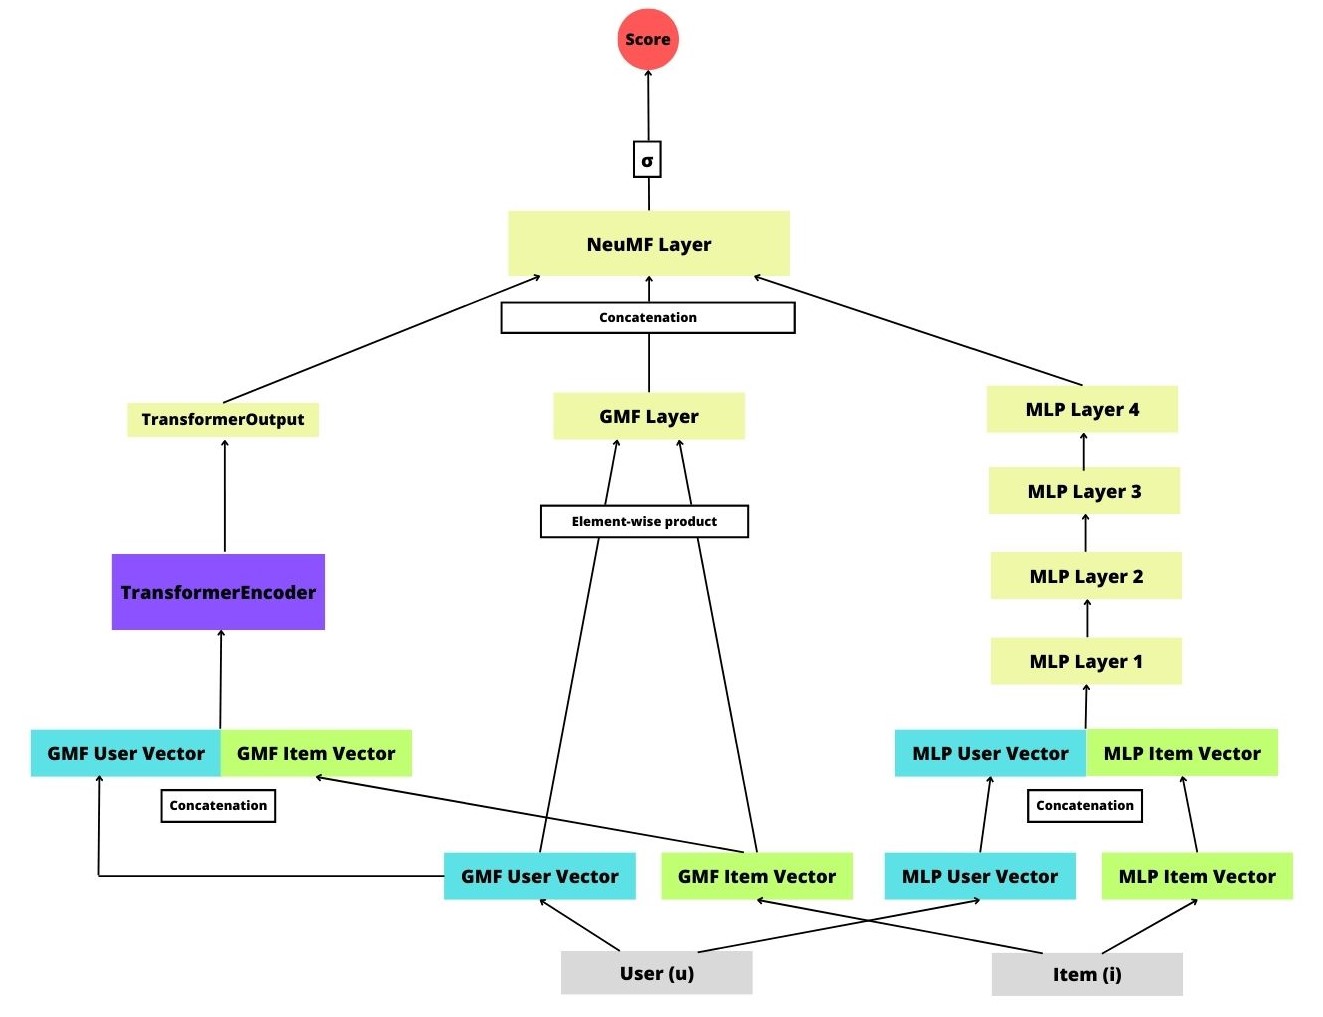 Score
σ
NeuMF Layer
Concatenation
TransformerOutput
GMF Layer
MLP Layer 4
MLP Layer 3
Element-wise product
TransformerEncoder
MLP Layer 2
MLP Layer 1
GMF User Vector
GMF Item Vector
MLP User Vector
MLP Item Vector
Concatenation
Concatenation
GMF User Vector
GMF Item Vector
MLP User Vector
MLP Item Vector
User (u)
Item (i)